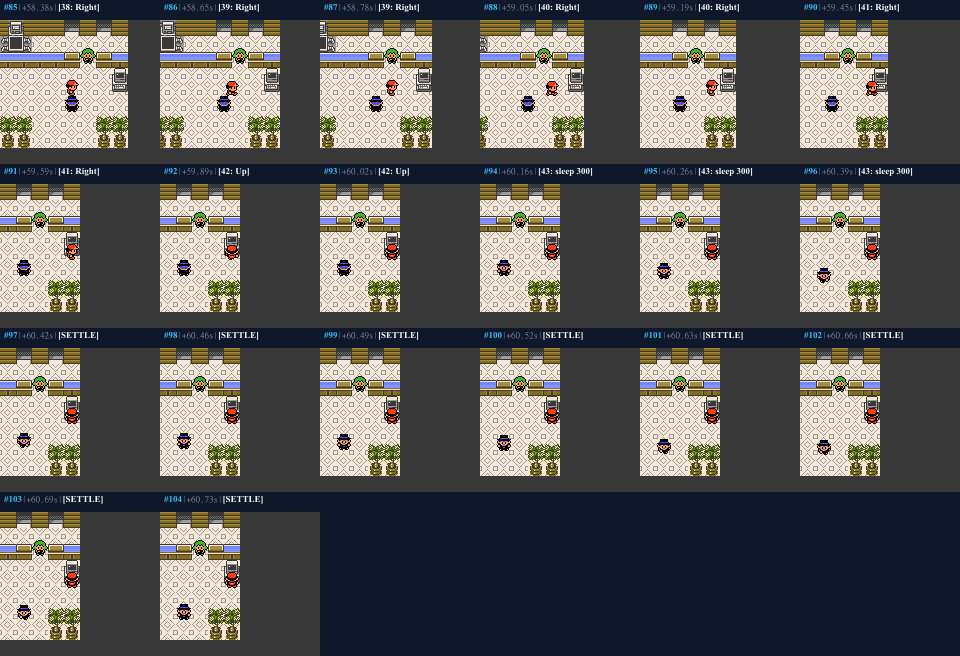 #85|+58.38s|[38: Right]
#86|+58.65s|[39: Right]
#87|+58.78s|[39: Right]
#88|+59.05s|[40: Right]
#89|+59.19s|[40: Right]
#90|+59.45s|[41: Right]
#91|+59.59s|[41: Right]
#92|+59.89s|[42: Up]
#93|+60.02s|[42: Up]
#94|+60.16s|[43: sleep 300]
#95|+60.26s|[43: sleep 300]
#96|+60.39s|[43: sleep 300]
#97|+60.42s|[SETTLE]
#98|+60.46s|[SETTLE]
#99|+60.49s|[SETTLE]
#100|+60.52s|[SETTLE]
#101|+60.63s|[SETTLE]
#102|+60.66s|[SETTLE]
#103|+60.69s|[SETTLE]
#104|+60.73s|[SETTLE]